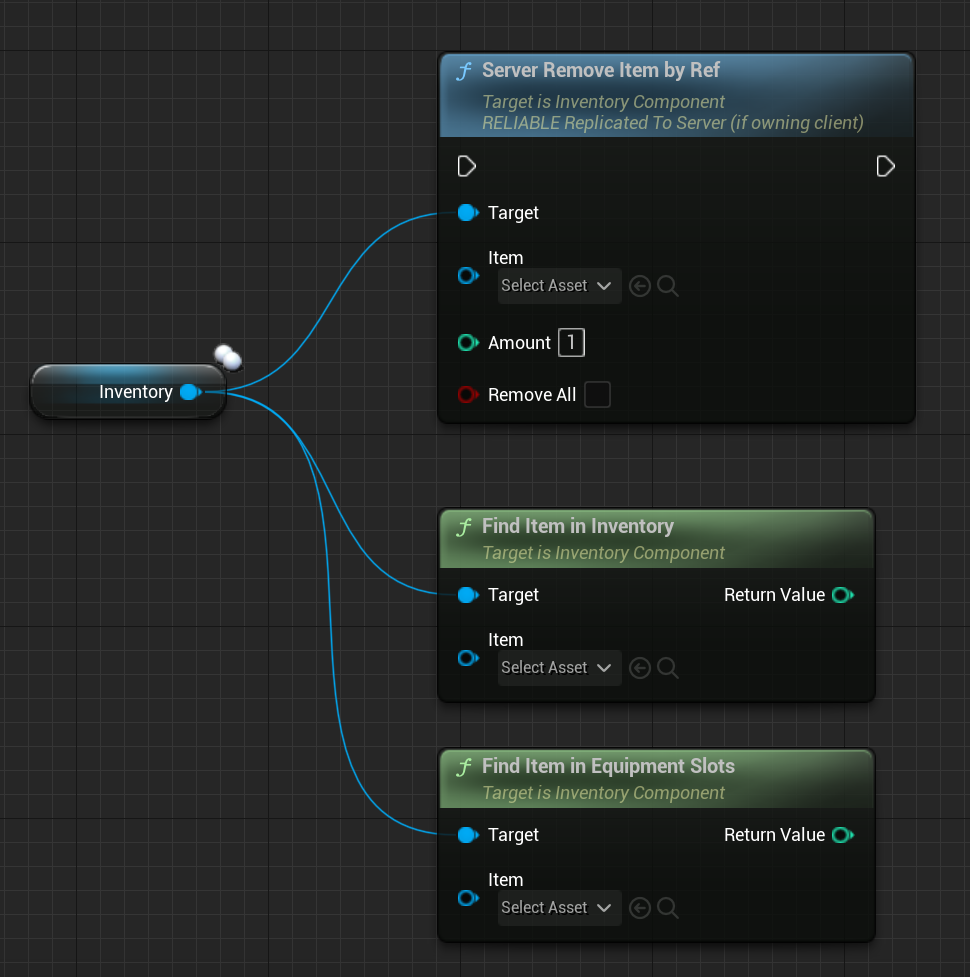 Server Remove Item by Ref
Target is Inventory Component
RELIABLE Replicated To Server (if owning client)
Target
Item
Select Asset
Amount 1
Remove All
Inventory
Find Item in Inventory
Target is Inventory Component
Target Return Value
Item
Select Asset
Find Item in Equipment Slots
Target is Inventory Component
Target Return Value
Item
Select Asset